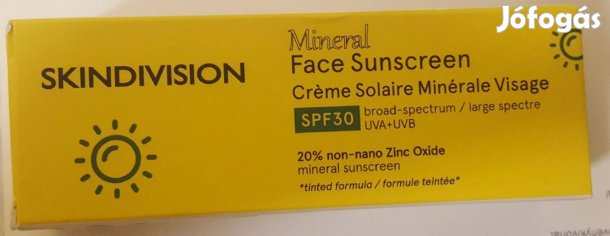 Jófogás
SKINDIVISION
Mineral
Face Sunscreen
Crème Solaire Minérale Visage
SPF30 broad-spectrum / large spectre
UVA+UVB
20% non-nano Zinc Oxide
mineral sunscreen
*tinted formula / formule teintée*